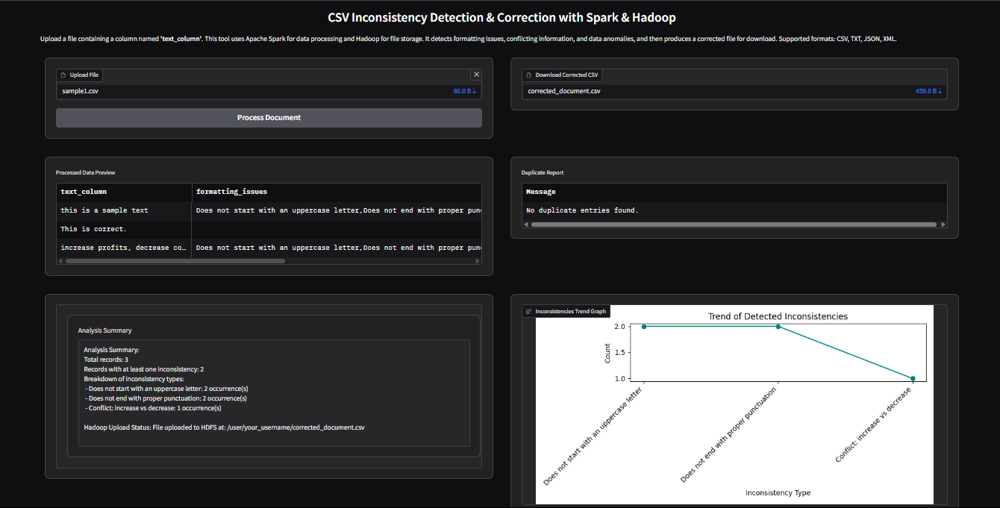 CSV Inconsistency Detection & Correction with Spark & Hadoop
Upload a file containing a column named 'text_column'. This tool uses Apache Spark for data processing and Hadoop for file storage. It detects formatting issues, conflicting information, and data anomalies, and then produces a corrected file for download. Supported formats: CSV, TXT, JSON, XML.
Upload File
sample1.csv 86.0 B ↓
Process Document
Download Corrected CSV
corrected_document.csv 459.0 B ↓
Processed Data Preview
text_column formatting_issues
this is a sample text Does not start with an uppercase letter,Does not end with proper pun
This is correct.
increase profits, decrease co… Does not start with an uppercase letter,Does not end with proper pun
Duplicate Report
Message
No duplicate entries found.
Analysis Summary
Analysis Summary:
Total records: 3
Records with at least one inconsistency: 2
Breakdown of inconsistency types:
- Does not start with an uppercase letter: 2 occurrence(s)
- Does not end with proper punctuation: 2 occurrence(s)
- Conflict: increase vs decrease: 1 occurrence(s)
Hadoop Upload Status: File uploaded to HDFS at: /user/your_username/corrected_document.csv
Inconsistencies Trend Graph
Trend of Detected Inconsistencies
2.0
1.5
1.0
Count
Does not start with an uppercase letter
Does not end with proper punctuation
Conflict: increase vs decrease
Inconsistency Type